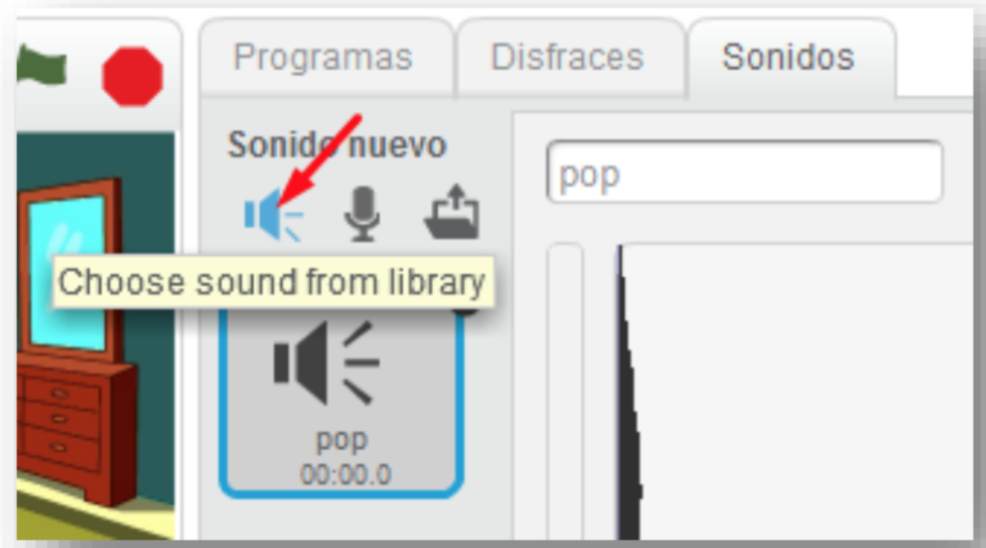 Programas Disfraces Sonidos
Sonido nuevo
pop
Choose sound from library
pop
00:00.0